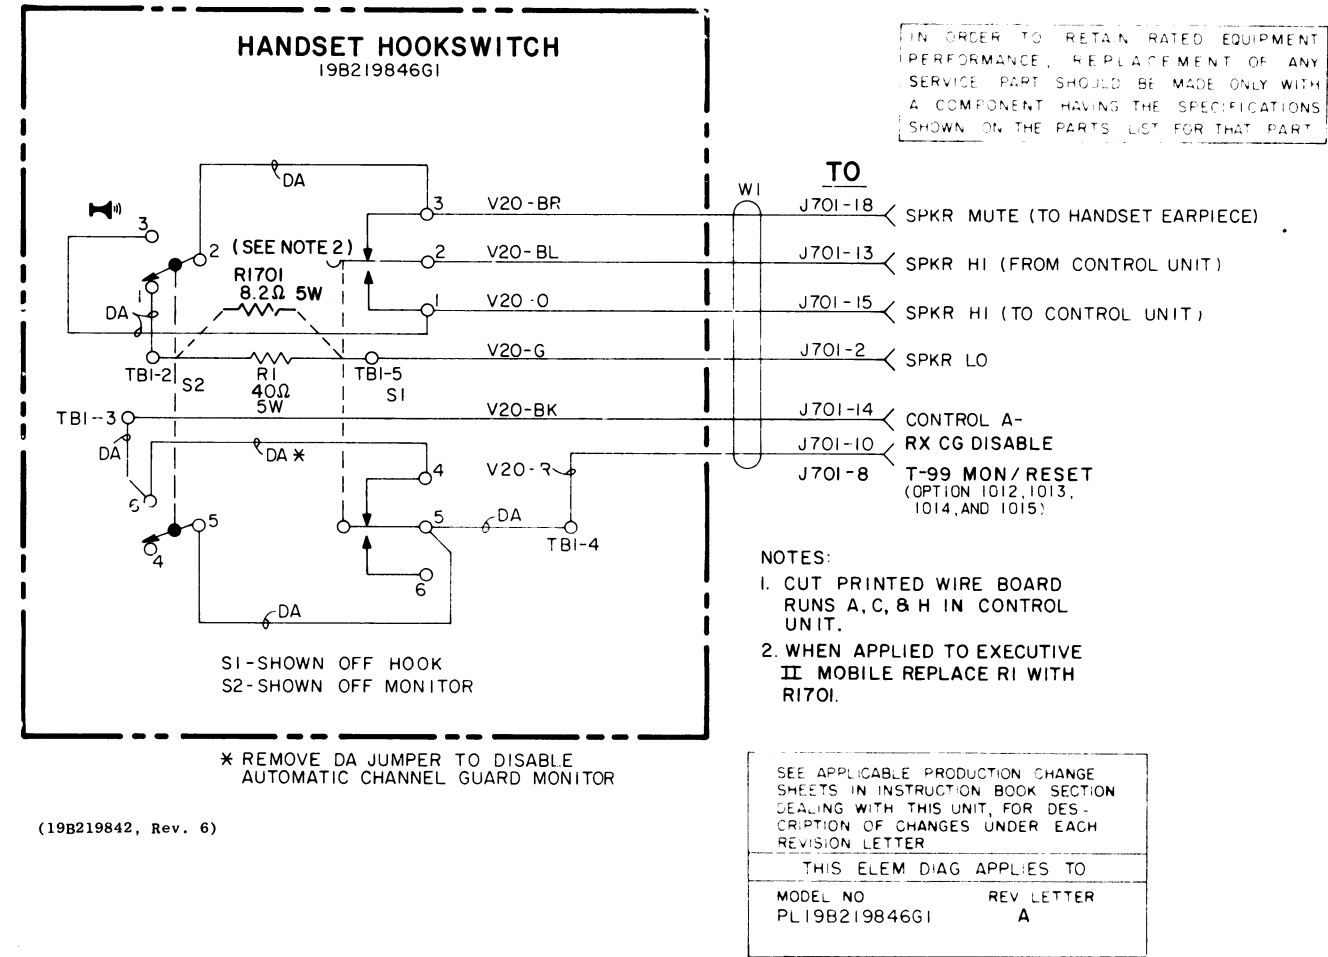 HANDSET HOOKSWITCH
19B219846G1
IN ORDER TO RETAIN RATED EQUIPMENT
PERFORMANCE, REPLACEMENT OF ANY
SERVICE PART SHOULD BE MADE ONLY WITH
A COMPONENT HAVING THE SPECIFICATIONS
SHOWN ON THE PARTS LIST FOR THAT PART
TO
W1
DA
3
V20-BR
J701-18
SPKR MUTE (TO HANDSET EARPIECE)
3
2
(SEE NOTE 2)
2
V20-BL
J701-13
SPKR HI (FROM CONTROL UNIT)
R1701
8.2Ω 5W
1
DA
1
V20-O
J701-15
SPKR HI (TO CONTROL UNIT)
V20-G
J701-2
SPKR LO
TB1-2
S2
R1
40Ω
5W
TB1-5
S1
TB1-3
V20-BK
J701-14
CONTROL A-
DA
DA *
J701-10
RX CG DISABLE
4
V20-R
J701-8
T-99 MON/RESET
(OPTION 1012,1013,
1014, AND 1015)
6
5
5
DA
TB1-4
4
6
DA
S1-SHOWN OFF HOOK
S2-SHOWN OFF MONITOR
NOTES:
1. CUT PRINTED WIRE BOARD
RUNS A, C, & H IN CONTROL
UNIT.
2. WHEN APPLIED TO EXECUTIVE
II MOBILE REPLACE R1 WITH
R1701.
* REMOVE DA JUMPER TO DISABLE
AUTOMATIC CHANNEL GUARD MONITOR
(19B219842, Rev. 6)
SEE APPLICABLE PRODUCTION CHANGE
SHEETS IN INSTRUCTION BOOK SECTION
DEALING WITH THIS UNIT, FOR DES-
CRIPTION OF CHANGES UNDER EACH
REVISION LETTER
THIS ELEM DIAG APPLIES TO
MODEL NO REV LETTER
PL19B219846G1 A